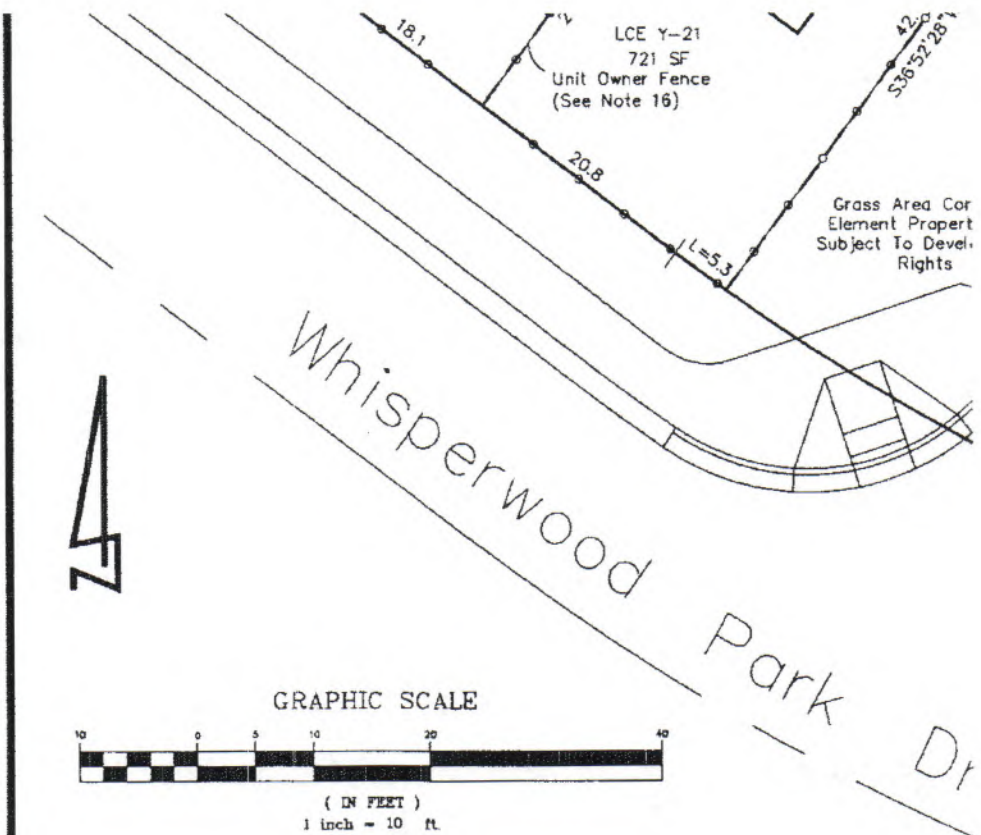 18.1
LCE Y-21
721 SF
Unit Owner Fence
(See Note 16)
42.
S36°52'28"
20.8
L=5.3
Grass Area Cor
Element Propert
Subject To Devel
Rights
Whisperwood Park Dr
GRAPHIC SCALE
10 0 5 10 20 40
( IN FEET )
1 inch = 10 ft.